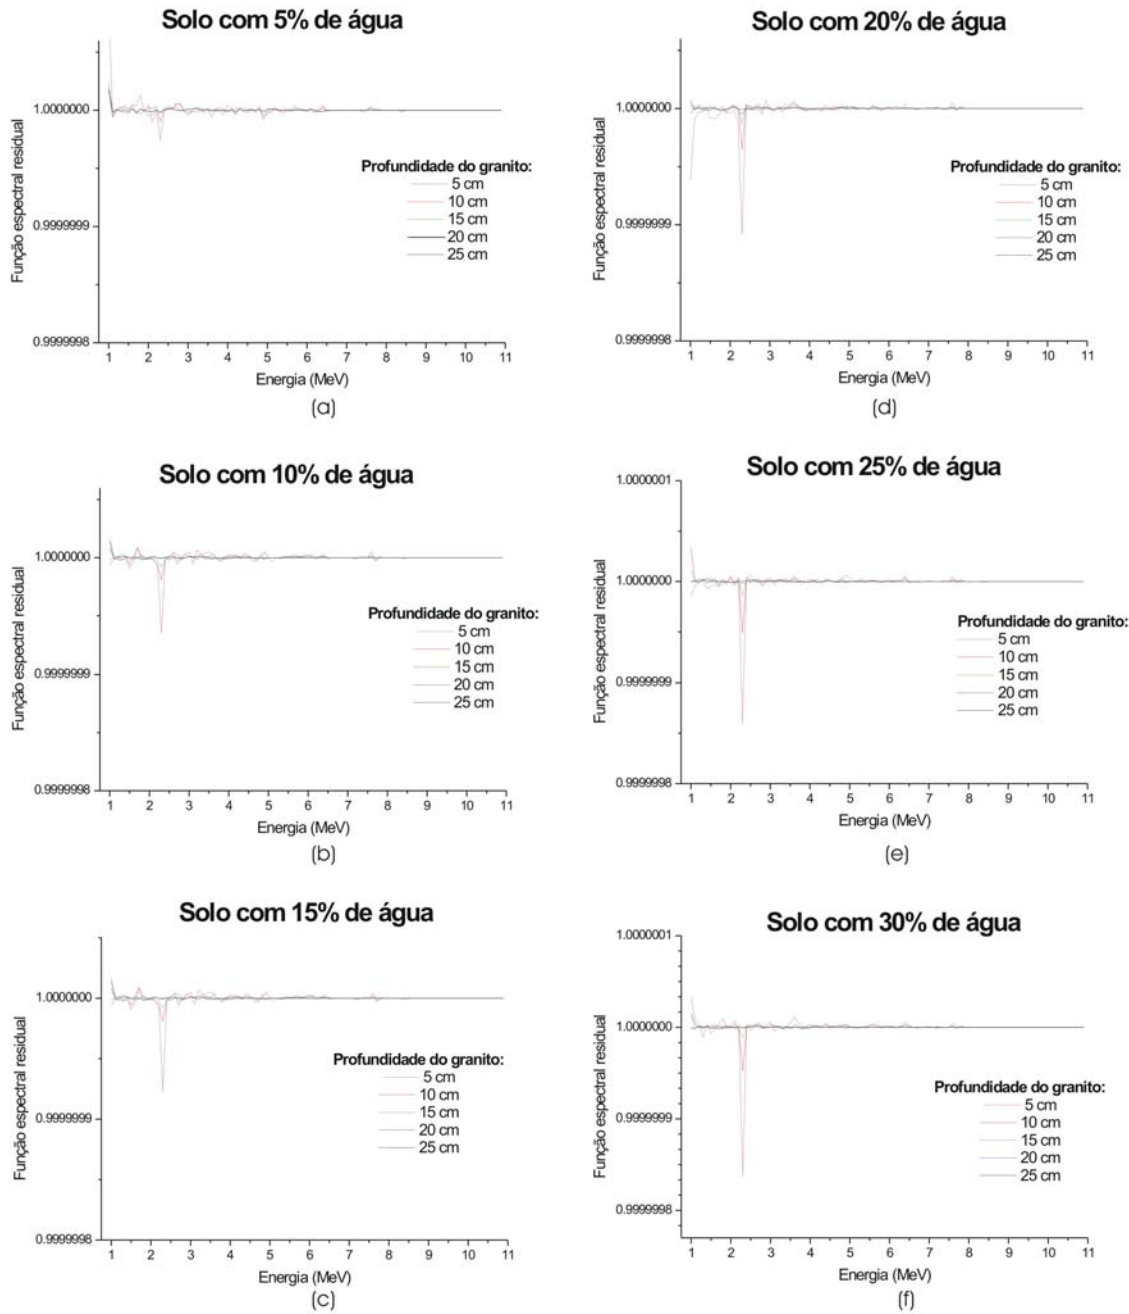 Solo com 5% de água
Função espectral residual
1.0000000
0.9999999
0.9999998
Profundidade do granito:
5 cm
10 cm
15 cm
20 cm
25 cm
1 2 3 4 5 6 7 8 9 10 11
Energia (MeV)
(a)
Solo com 10% de água
Função espectral residual
1.0000000
0.9999999
0.9999998
Profundidade do granito:
5 cm
10 cm
15 cm
20 cm
25 cm
1 2 3 4 5 6 7 8 9 10 11
Energia (MeV)
(b)
Solo com 15% de água
Função espectral residual
1.0000000
0.9999999
0.9999998
Profundidade do granito:
5 cm
10 cm
15 cm
20 cm
25 cm
1 2 3 4 5 6 7 8 9 10 11
Energia (MeV)
(c)
Solo com 20% de água
Função espectral residual
1.0000000
0.9999999
0.9999998
Profundidade do granito:
5 cm
10 cm
15 cm
20 cm
25 cm
1 2 3 4 5 6 7 8 9 10 11
Energia (MeV)
(d)
Solo com 25% de água
Função espectral residual
1.0000001
1.0000000
0.9999999
0.9999998
Profundidade do granito:
5 cm
10 cm
15 cm
20 cm
25 cm
1 2 3 4 5 6 7 8 9 10 11
Energia (MeV)
(e)
Solo com 30% de água
Função espectral residual
1.0000001
1.0000000
0.9999999
0.9999998
Profundidade do granito:
5 cm
10 cm
15 cm
20 cm
25 cm
1 2 3 4 5 6 7 8 9 10 11
Energia (MeV)
(f)